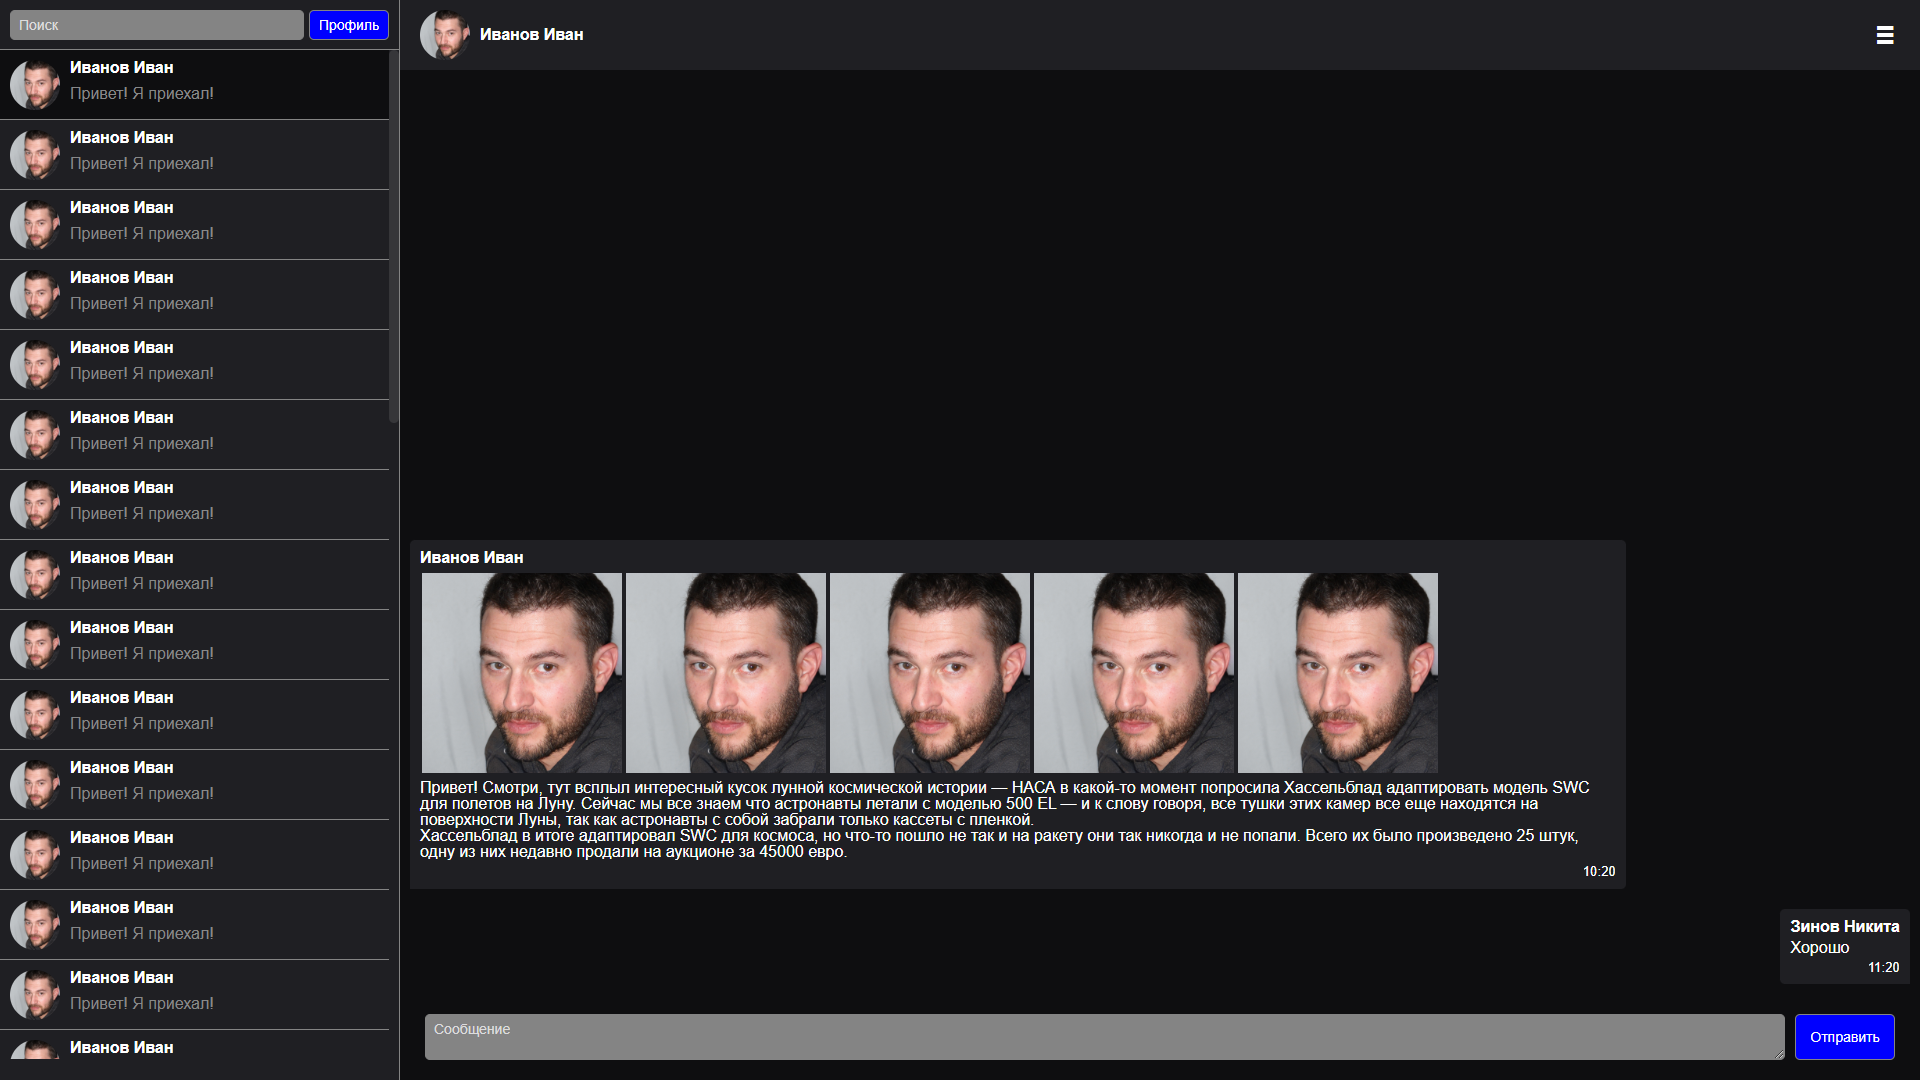 Поиск
Профиль
Иванов Иван
Привет! Я приехал!
Иванов Иван
Привет! Я приехал!
Иванов Иван
Привет! Я приехал!
Иванов Иван
Привет! Я приехал!
Иванов Иван
Привет! Я приехал!
Иванов Иван
Привет! Я приехал!
Иванов Иван
Привет! Я приехал!
Иванов Иван
Привет! Я приехал!
Иванов Иван
Привет! Я приехал!
Иванов Иван
Привет! Я приехал!
Иванов Иван
Привет! Я приехал!
Иванов Иван
Привет! Я приехал!
Иванов Иван
Привет! Я приехал!
Иванов Иван
Привет! Я приехал!
Иванов Иван
Иванов Иван
Иванов Иван
Привет! Смотри, тут всплыл интересный кусок лунной космической истории — НАСА в какой-то момент попросила Хассельблад адаптировать модель SWC
для полетов на Луну. Сейчас мы все знаем что астронавты летали с моделью 500 EL — и к слову говоря, все тушки этих камер все еще находятся на
поверхности Луны, так как астронавты с собой забрали только кассеты с пленкой.
Хассельблад в итоге адаптировал SWC для космоса, но что-то пошло не так и на ракету они так никогда и не попали. Всего их было произведено 25 штук,
одну из них недавно продали на аукционе за 45000 евро.
10:20
Зинов Никита
Хорошо
11:20
Сообщение
Отправить